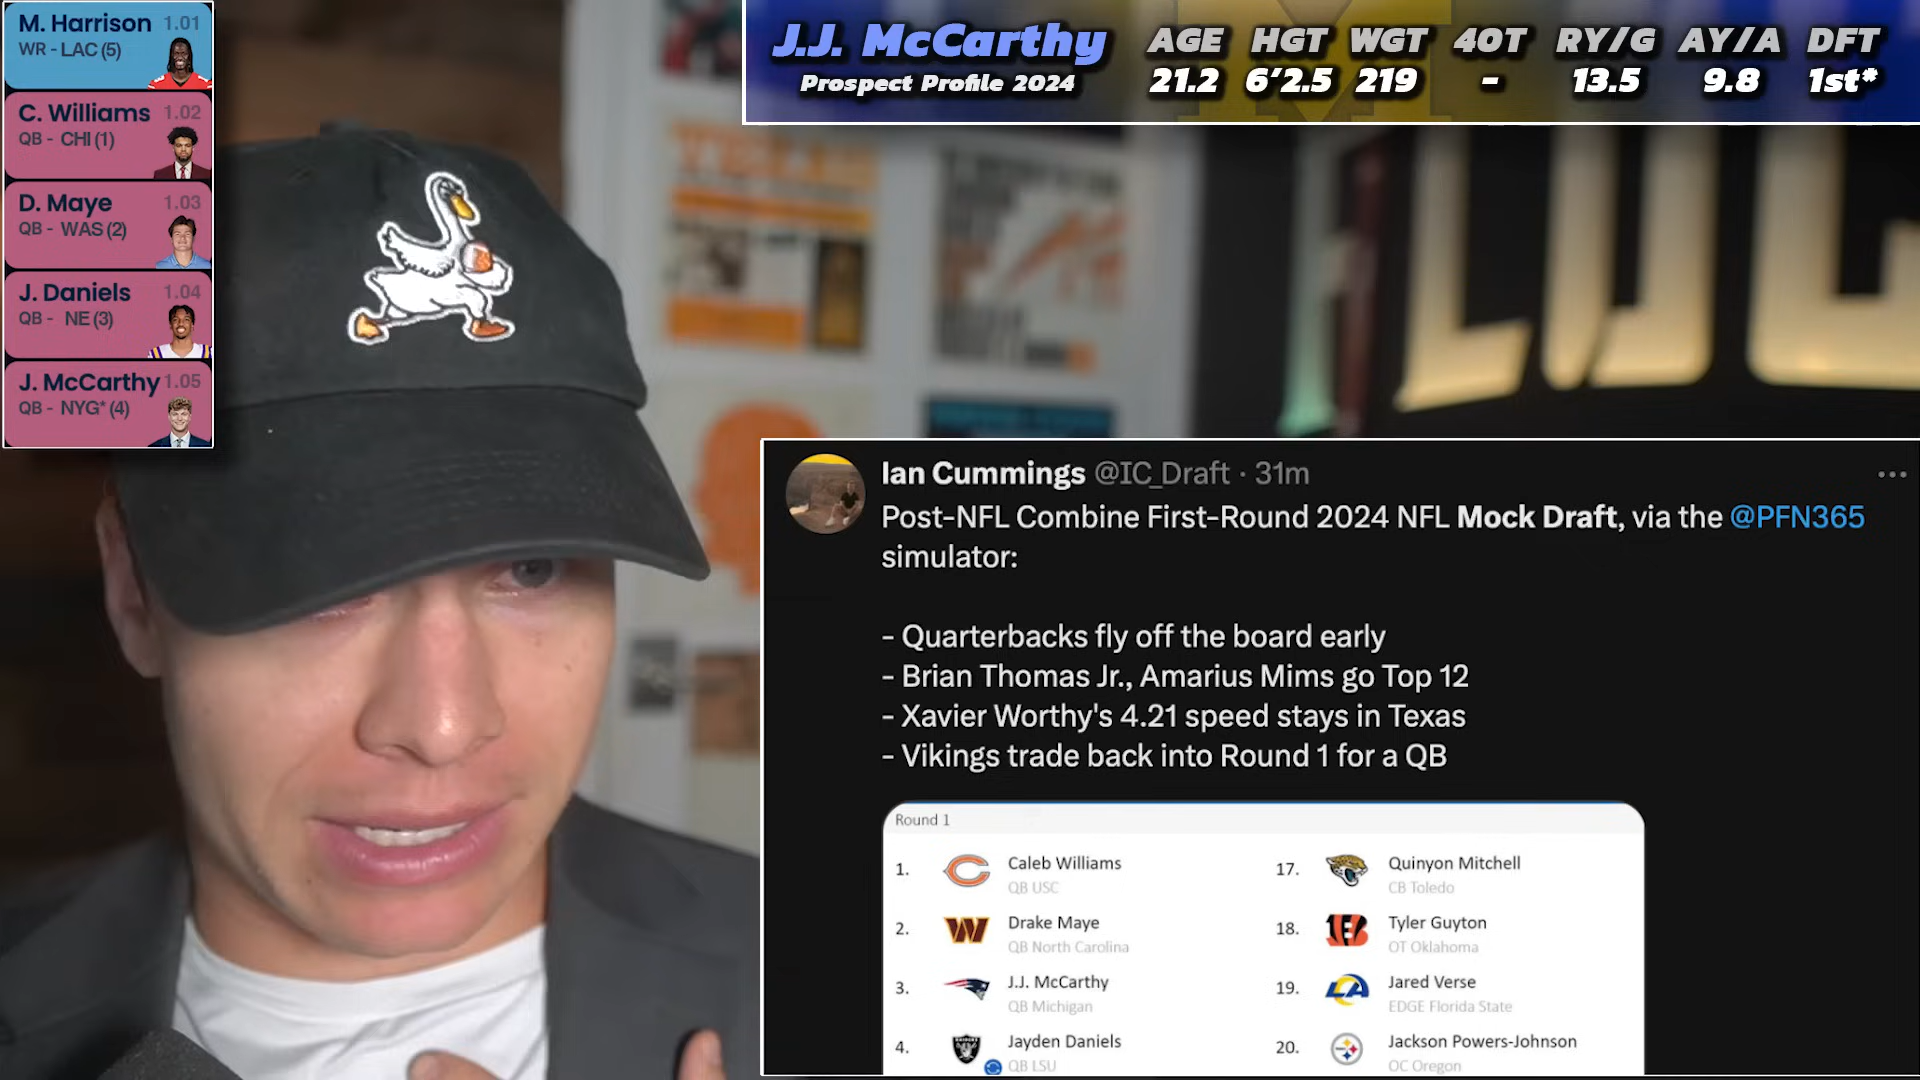 M. Harrison 1.01
WR - LAC (5)
C. Williams 1.02
QB - CHI (1)
D. Maye 1.03
QB - WAS (2)
J. Daniels 1.04
QB - NE (3)
J. McCarthy 1.05
QB - NYG* (4)
J.J. McCarthy
Prospect Profile 2024
AGE HGT WGT 40T RY/G AY/A DFT
21.2 6'2.5 219 - 13.5 9.8 1st*
Ian Cummings @IC_Draft · 31m
Post-NFL Combine First-Round 2024 NFL Mock Draft, via the @PFN365
simulator:
- Quarterbacks fly off the board early
- Brian Thomas Jr., Amarius Mims go Top 12
- Xavier Worthy's 4.21 speed stays in Texas
- Vikings trade back into Round 1 for a QB
Round 1
1. Caleb Williams
QB USC
2. Drake Maye
QB North Carolina
3. J.J. McCarthy
QB Michigan
4. Jayden Daniels
QB LSU
17. Quinyon Mitchell
CB Toledo
18. Tyler Guyton
OT Oklahoma
19. Jared Verse
EDGE Florida State
20. Jackson Powers-Johnson
OC Oregon